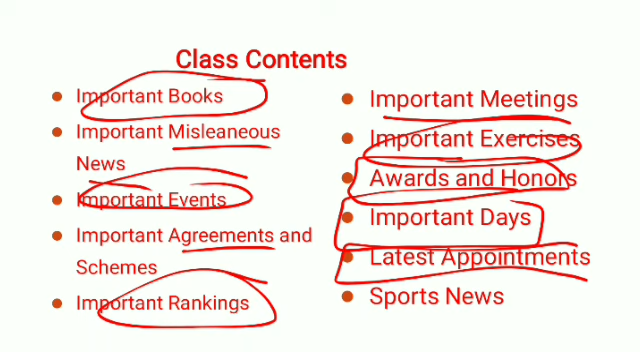 Class Contents
Important Books
Important Misleaneous
News
Important Events
Important Agreements and
Schemes
Important Rankings
Important Meetings
Important Exercises
Awards and Honors
Important Days
Latest Appointments
Sports News